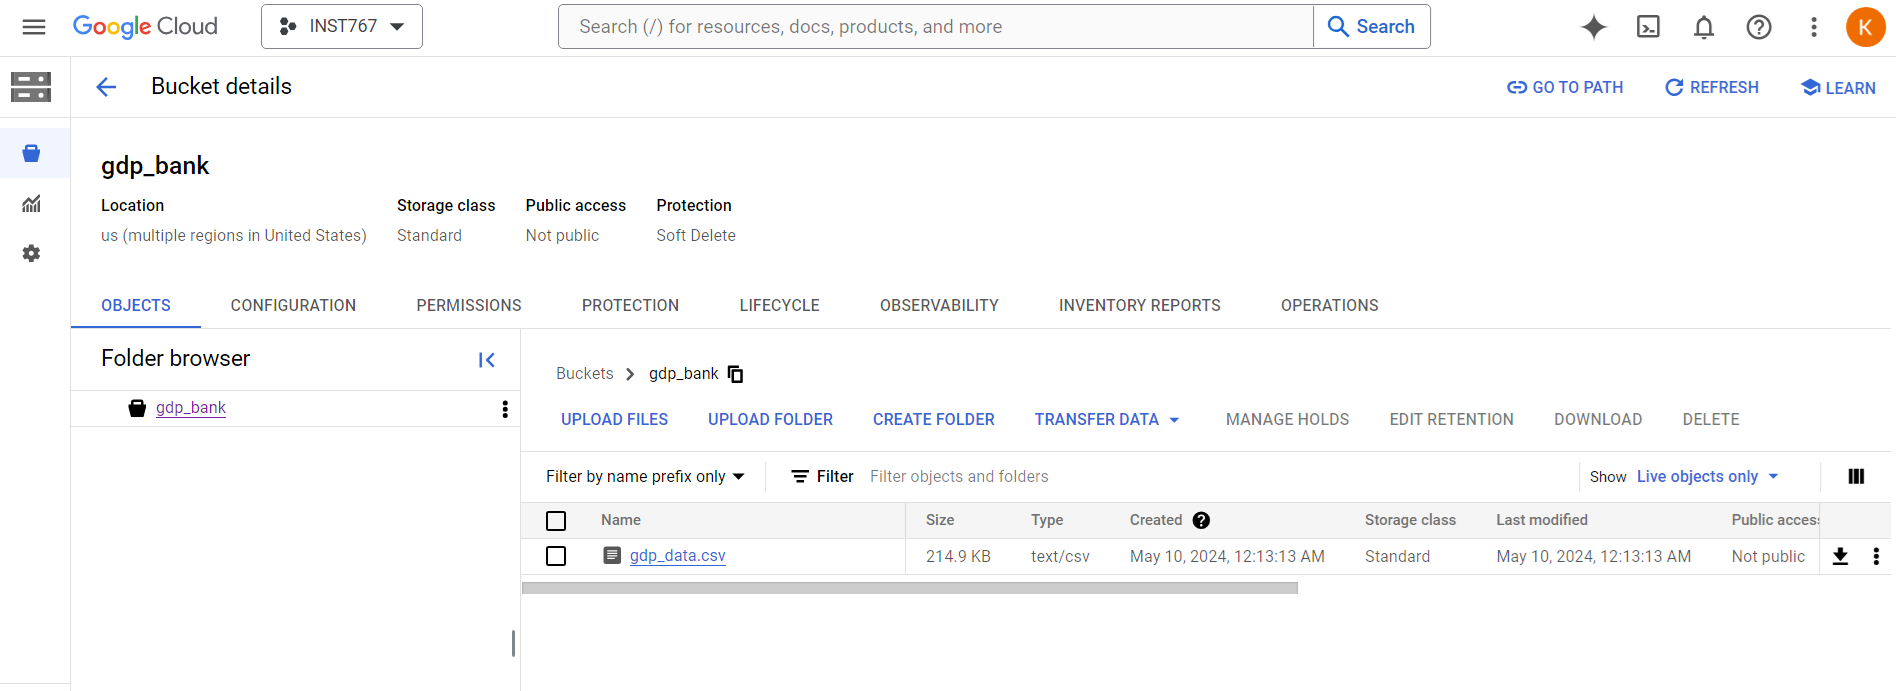 Google Cloud INST767 Search (/) for resources, docs, products, and more Search K
Bucket details GO TO PATH REFRESH LEARN
gdp_bank
Location Storage class Public access Protection
us (multiple regions in United States) Standard Not public Soft Delete
OBJECTS CONFIGURATION PERMISSIONS PROTECTION LIFECYCLE OBSERVABILITY INVENTORY REPORTS OPERATIONS
Folder browser
gdp_bank
Buckets gdp_bank
UPLOAD FILES UPLOAD FOLDER CREATE FOLDER TRANSFER DATA MANAGE HOLDS EDIT RETENTION DOWNLOAD DELETE
Filter by name prefix only Filter Filter objects and folders Show Live objects only
Name Size Type Created Storage class Last modified Public access
gdp_data.csv 214.9 KB text/csv May 10, 2024, 12:13:13 AM Standard May 10, 2024, 12:13:13 AM Not public